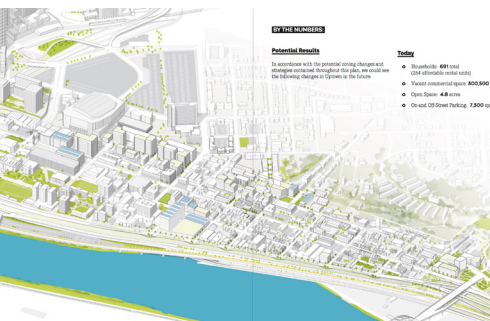 BY THE NUMBERS:
Potential Results
In accordance with the potential zoning changes and
strategies contained throughout this plan, we could see
the following changes in Uptown in the future.
Today
Households: 691 total
(254 affordable rental units)
Vacant commercial space: 300,500
Open Space: 4.8 acres
On and Off-Street Parking: 7,300 sp